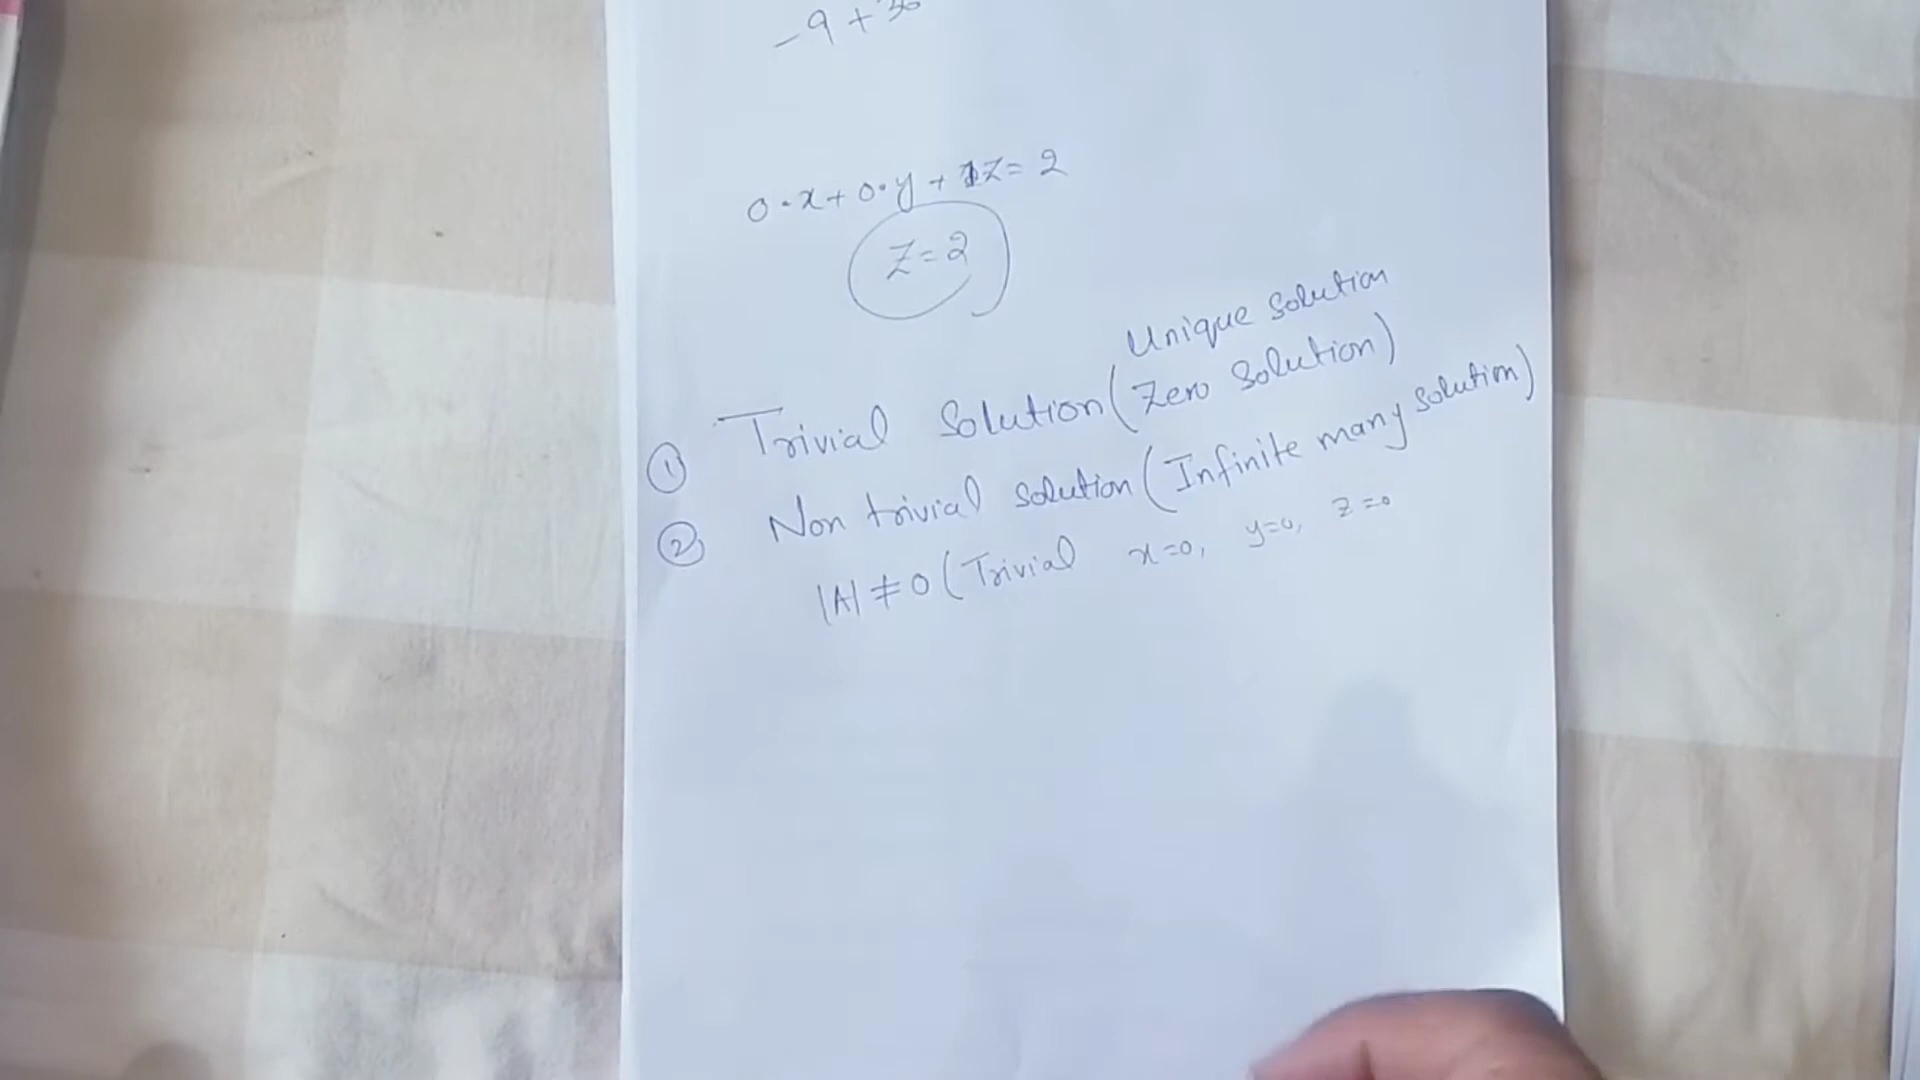 -9 + 36
0·x + 0·y + 1z = 2
z = 2
Unique solution
① Trivial Solution (Zero Solution)
② Non trivial solution (Infinite many solution)
|A| ≠ 0 (Trivial x=0, y=0, z=0